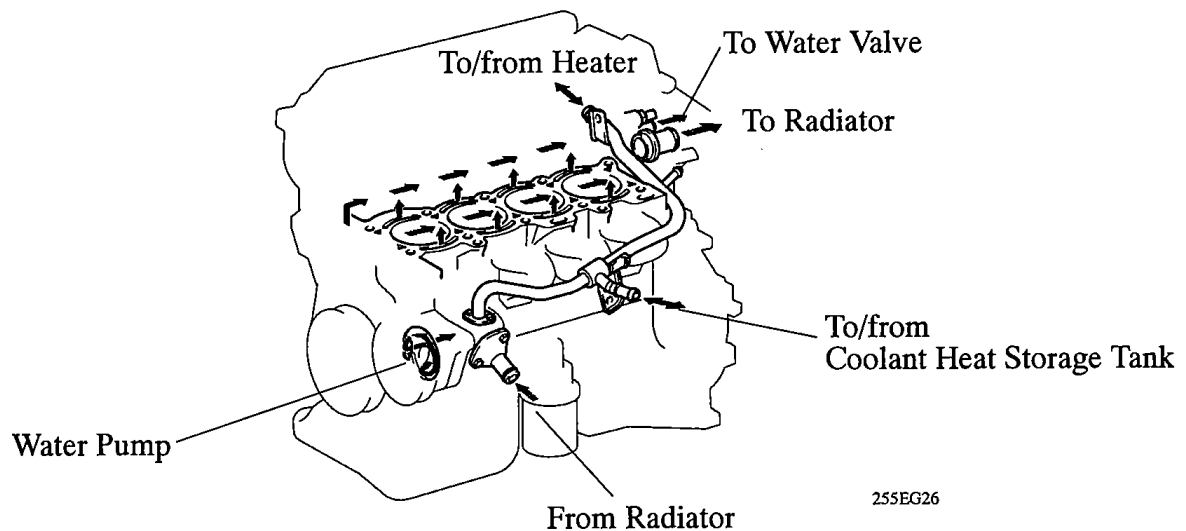 To Water Valve
To/from Heater
To Radiator
To/from
Coolant Heat Storage Tank
Water Pump
255EG26
From Radiator